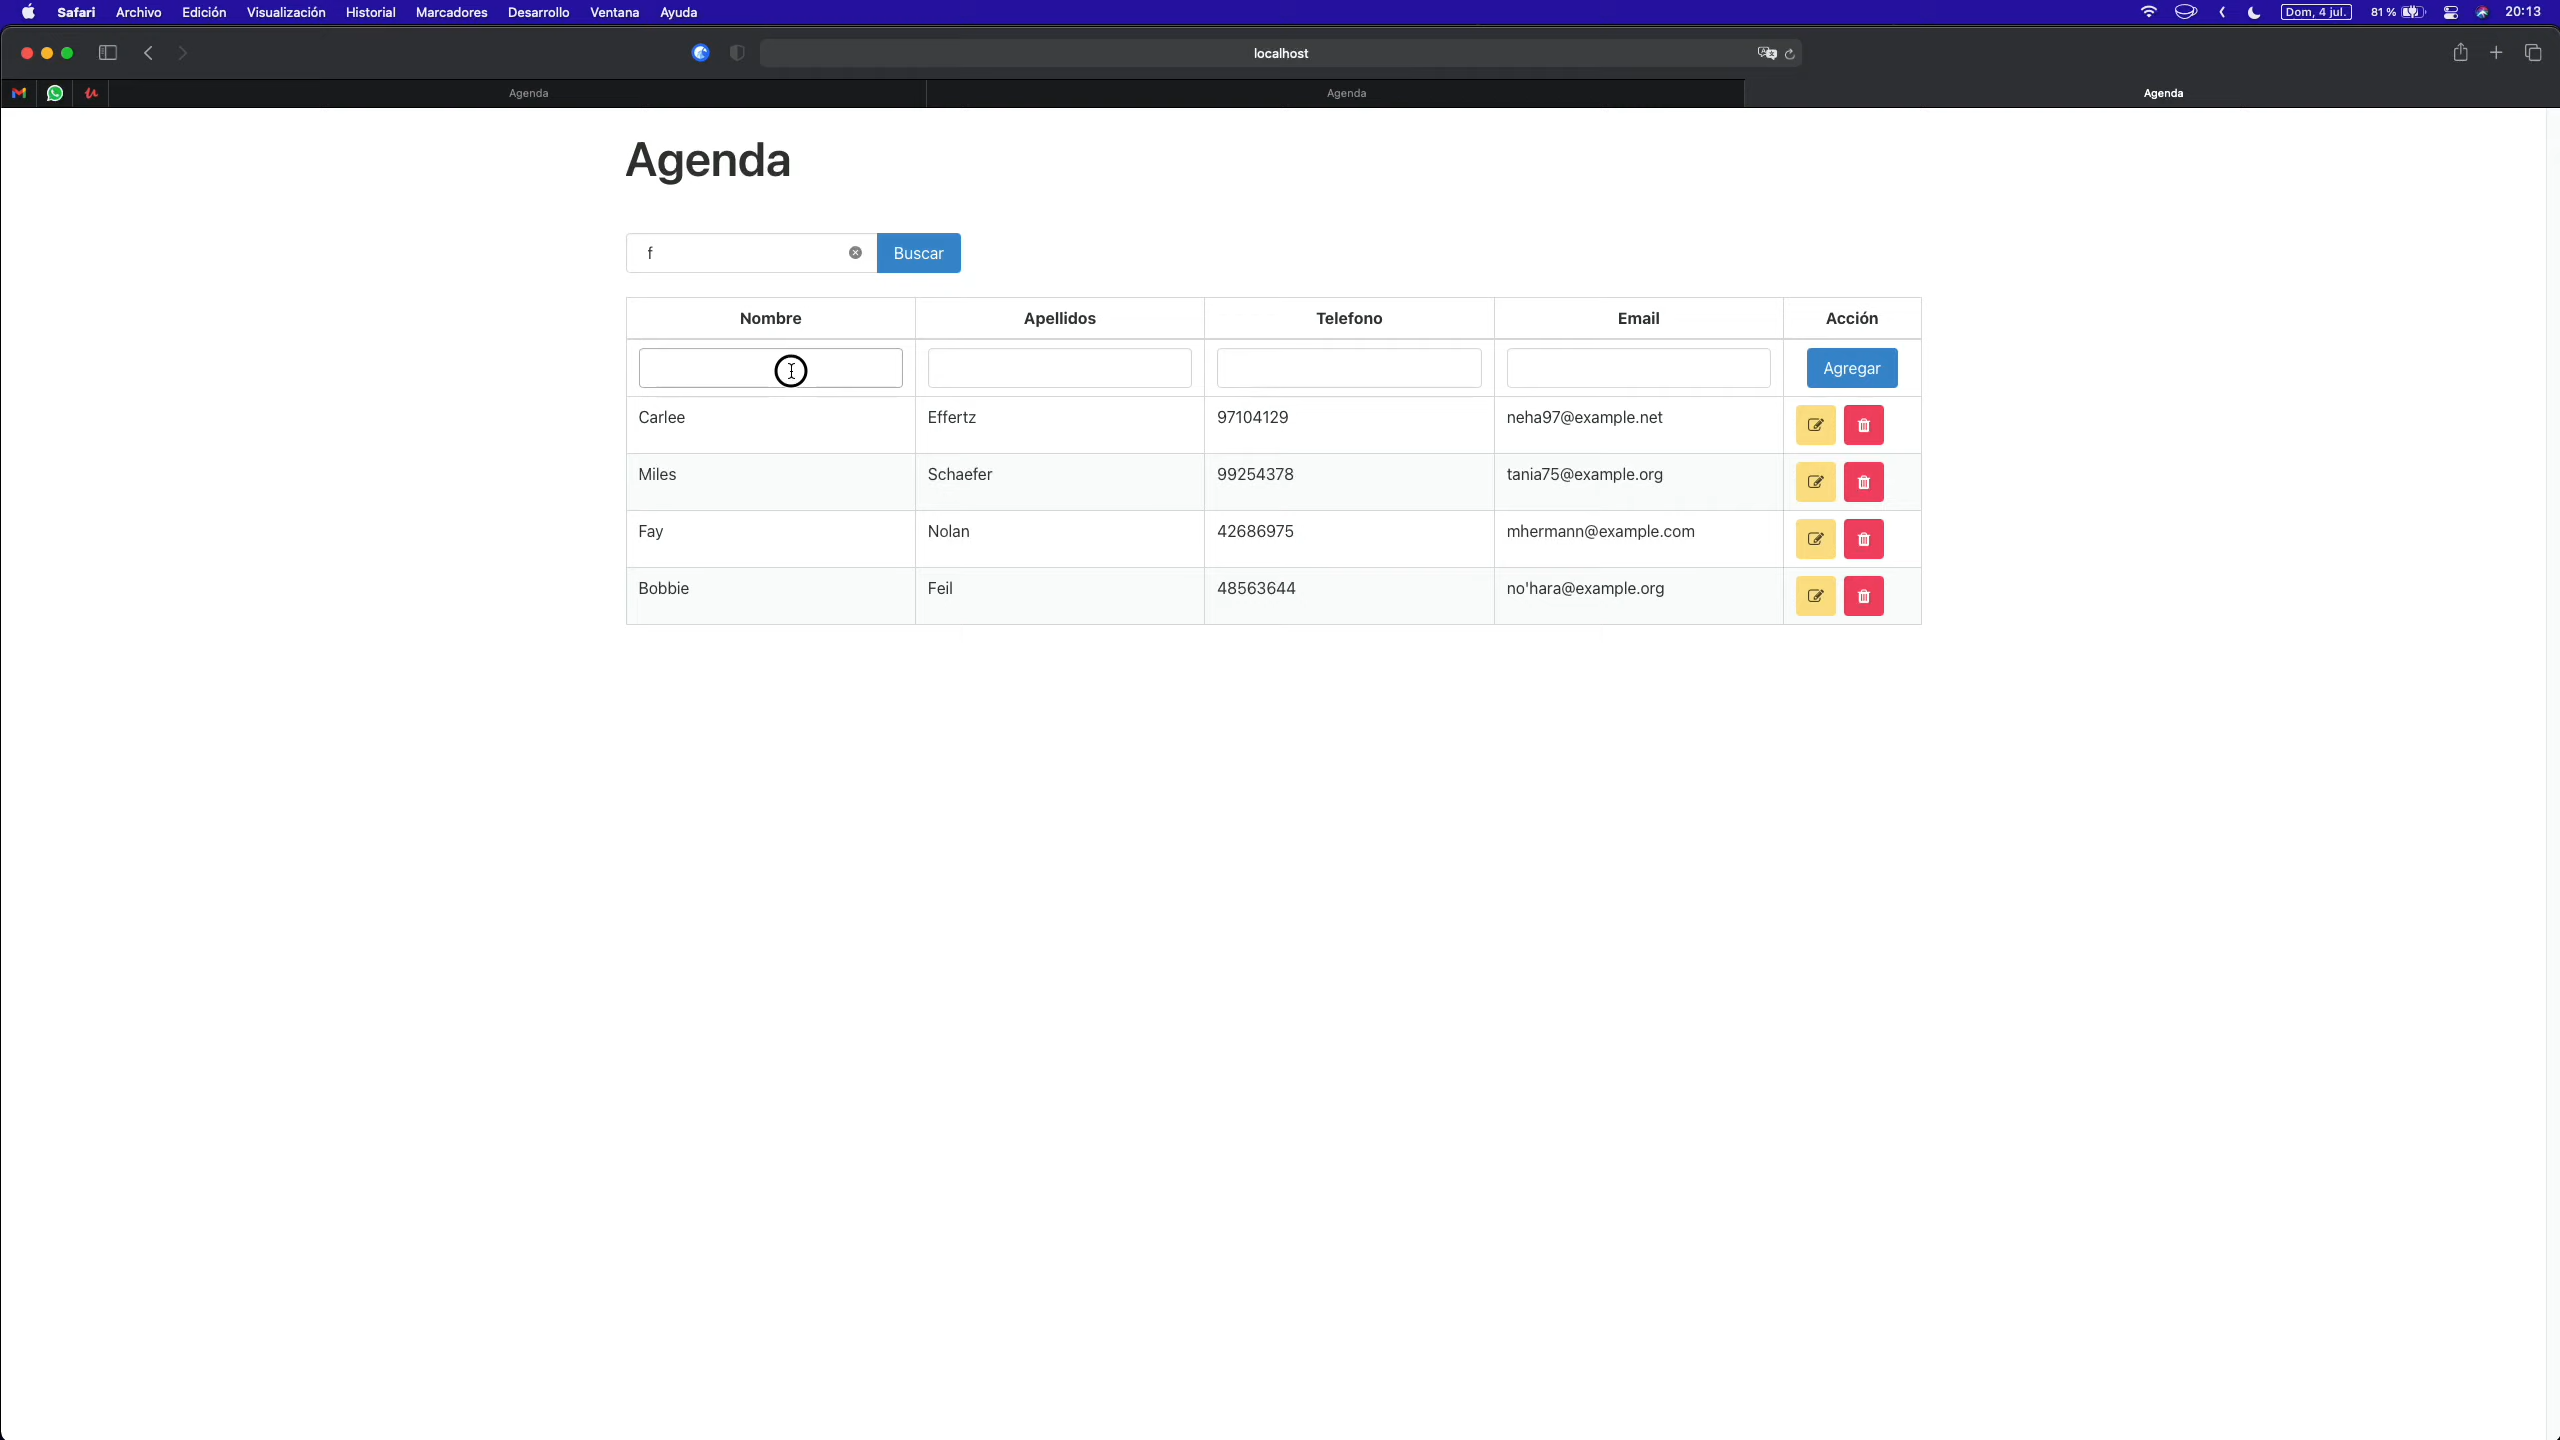 Safari Archivo Edición Visualización Historial Marcadores Desarrollo Ventana Ayuda Dom, 4 jul. 81 % 20:13
localhost
Agenda Agenda Agenda
Agenda
f Buscar
Nombre Apellidos Telefono Email Acción
Agregar
Carlee Effertz 97104129 neha97@example.net
Miles Schaefer 99254378 tania75@example.org
Fay Nolan 42686975 mhermann@example.com
Bobbie Feil 48563644 no'hara@example.org